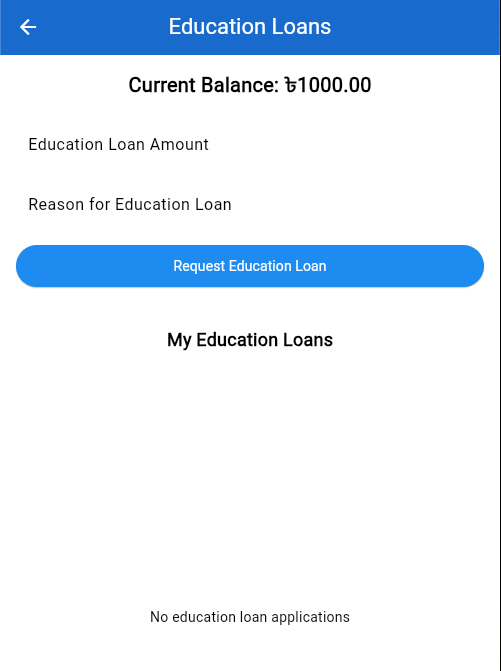 Education Loans
Current Balance: ৳1000.00
Education Loan Amount
Reason for Education Loan
Request Education Loan
My Education Loans
No education loan applications